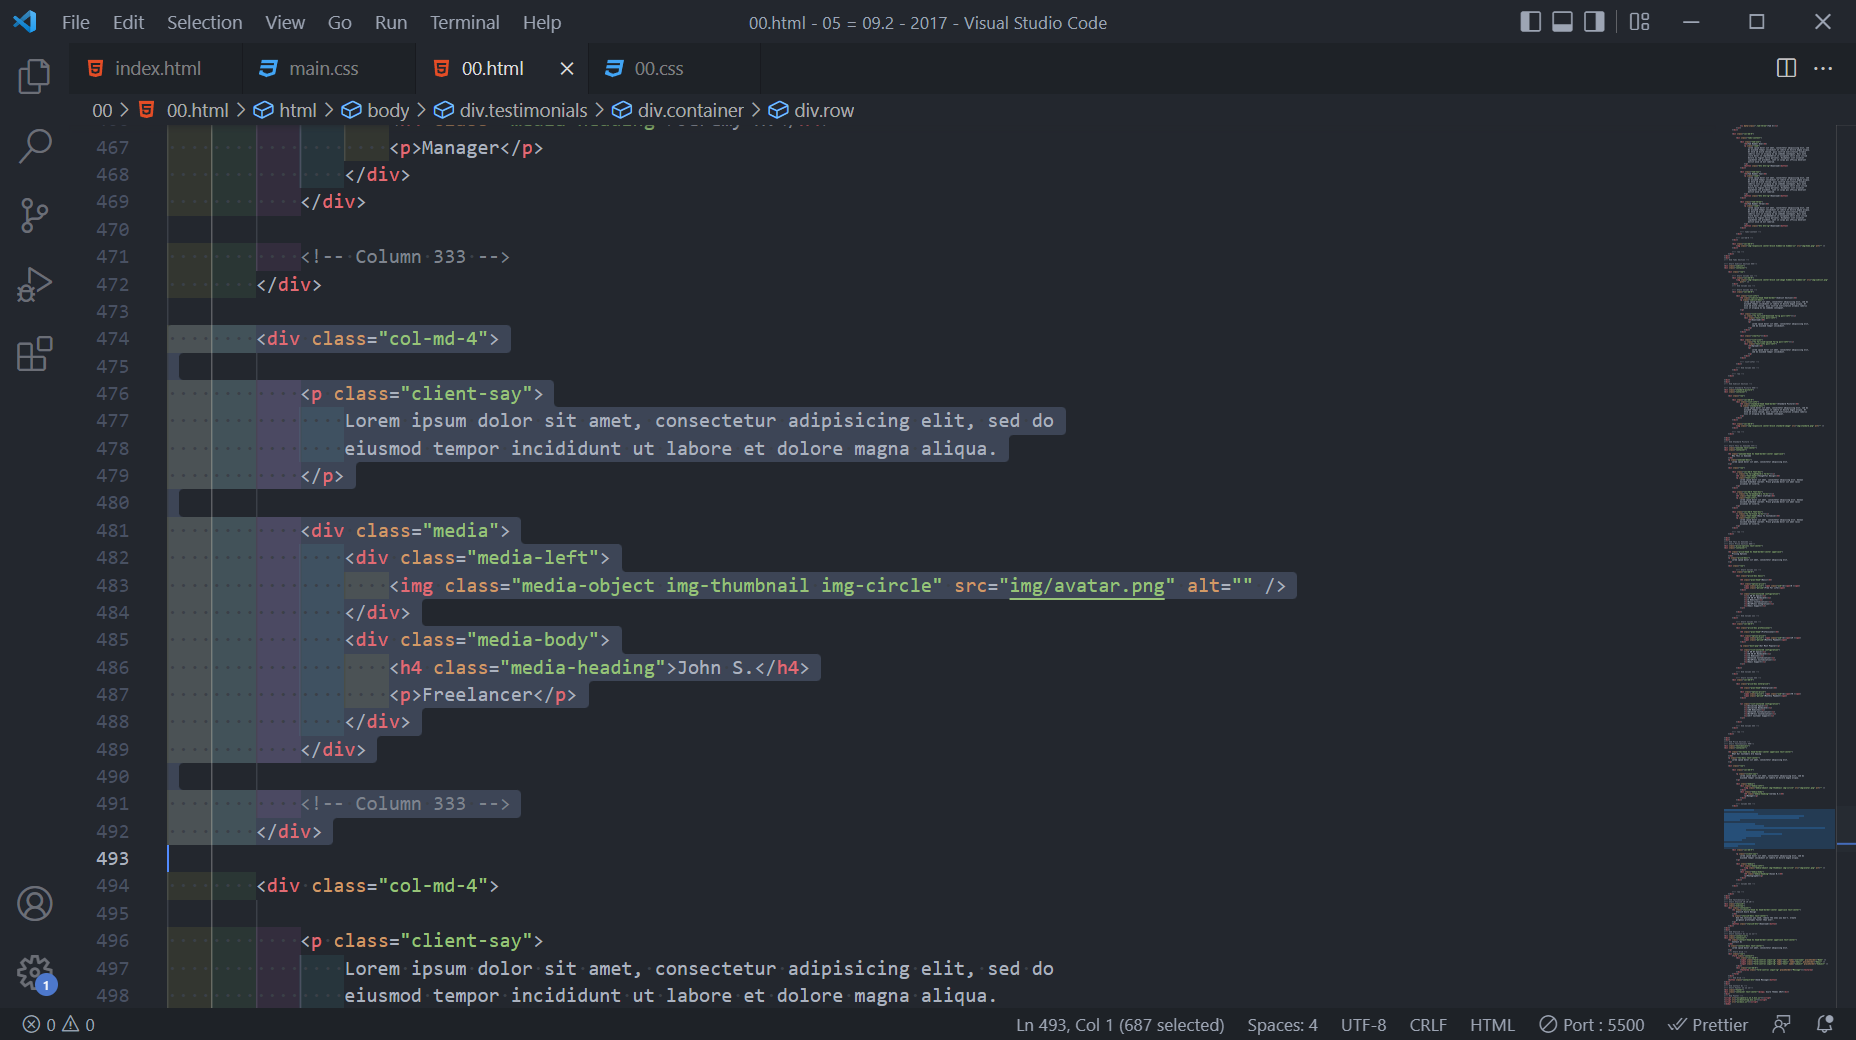 File Edit Selection View Go Run Terminal Help 00.html - 05 = 09.2 - 2017 - Visual Studio Code
index.html main.css 00.html 00.css
00 > 00.html > html > body > div.testimonials > div.container > div.row
467 <p>Manager</p>
468 </div>
469 </div>
470
471 <!-- Column 333 -->
472 </div>
473
474 <div class="col-md-4">
475
476 <p class="client-say">
477 Lorem ipsum dolor sit amet, consectetur adipisicing elit, sed do
478 eiusmod tempor incididunt ut labore et dolore magna aliqua.
479 </p>
480
481 <div class="media">
482 <div class="media-left">
483 <img class="media-object img-thumbnail img-circle" src="img/avatar.png" alt="" />
484 </div>
485 <div class="media-body">
486 <h4 class="media-heading">John S.</h4>
487 <p>Freelancer</p>
488 </div>
489 </div>
490
491 <!-- Column 333 -->
492 </div>
493
494 <div class="col-md-4">
495
496 <p class="client-say">
497 Lorem ipsum dolor sit amet, consectetur adipisicing elit, sed do
498 eiusmod tempor incididunt ut labore et dolore magna aliqua.
1
0 0 Ln 493, Col 1 (687 selected) Spaces: 4 UTF-8 CRLF HTML Port : 5500 Prettier